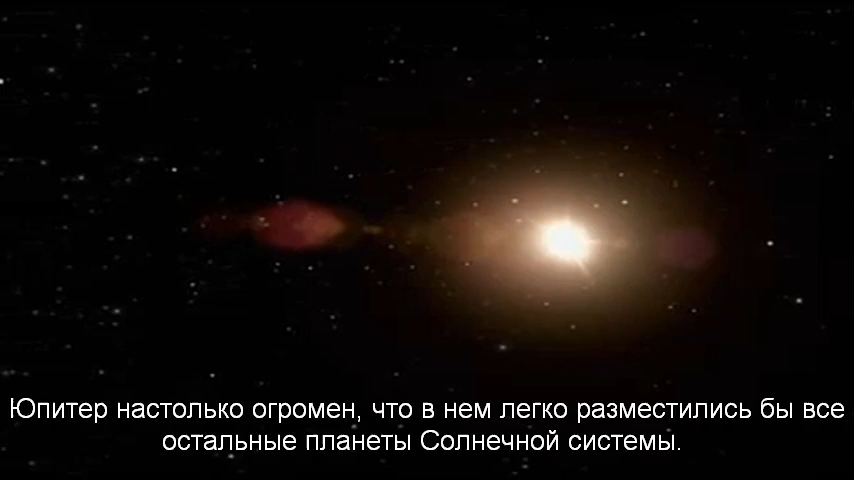 Юпитер настолько огромен, что в нем легко разместились бы все
остальные планеты Солнечной системы.